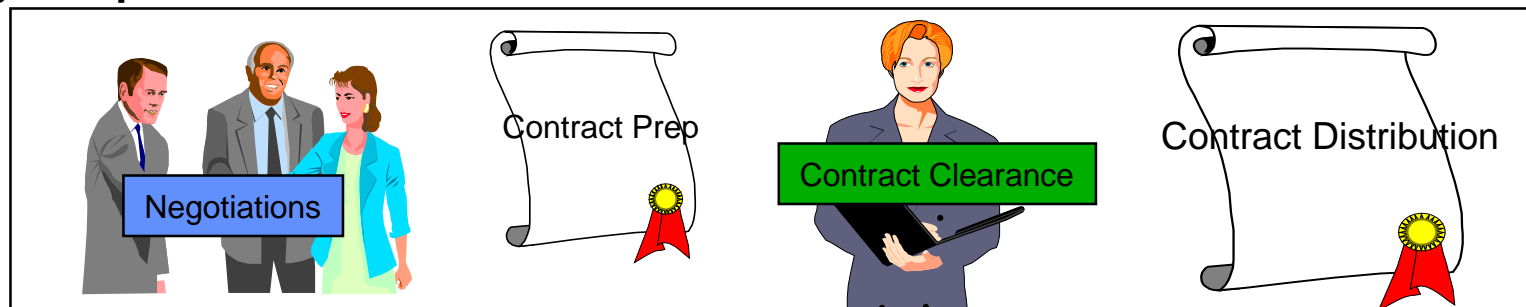 Negotiations
Contract Prep
Contract Clearance
Contract Distribution